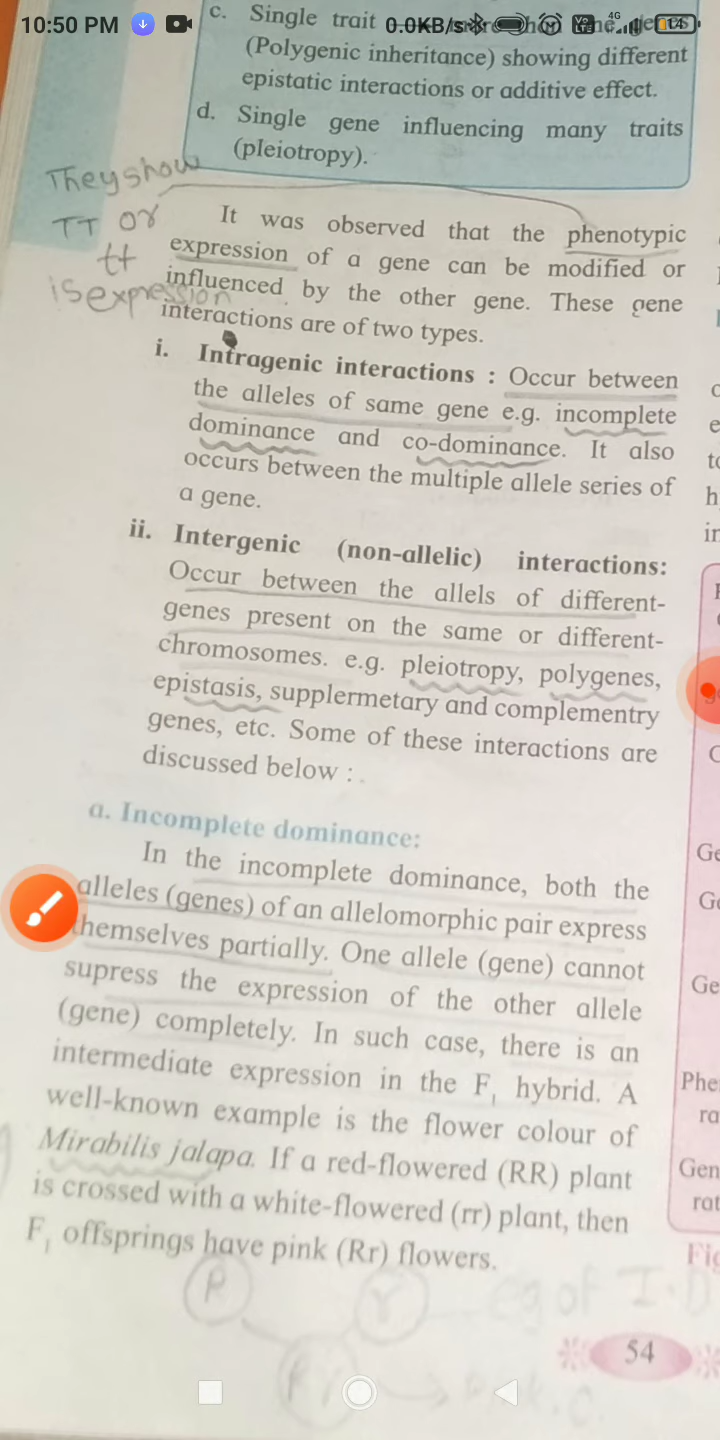 10:50 PM
0.0KB/s
4G
14
c. Single trait
(Polygenic inheritance) showing different
epistatic interactions or additive effect.
d. Single gene influencing many traits
(pleiotropy).
They show
TT or
tt
is expression
It was observed that the phenotypic
expression of a gene can be modified or
influenced by the other gene. These gene
interactions are of two types.
i. Intragenic interactions : Occur between
the alleles of same gene e.g. incomplete
dominance and co-dominance. It also
occurs between the multiple allele series of
a gene.
ii. Intergenic (non-allelic) interactions:
Occur between the allels of different-
genes present on the same or different-
chromosomes. e.g. pleiotropy, polygenes,
epistasis, supplermetary and complementry
genes, etc. Some of these interactions are
discussed below :
a. Incomplete dominance:
In the incomplete dominance, both the
alleles (genes) of an allelomorphic pair express
themselves partially. One allele (gene) cannot
supress the expression of the other allele
(gene) completely. In such case, there is an
intermediate expression in the F₁ hybrid. A
well-known example is the flower colour of
Mirabilis jalapa. If a red-flowered (RR) plant
is crossed with a white-flowered (rr) plant, then
F₁ offsprings have pink (Rr) flowers.
eg of I.D
54